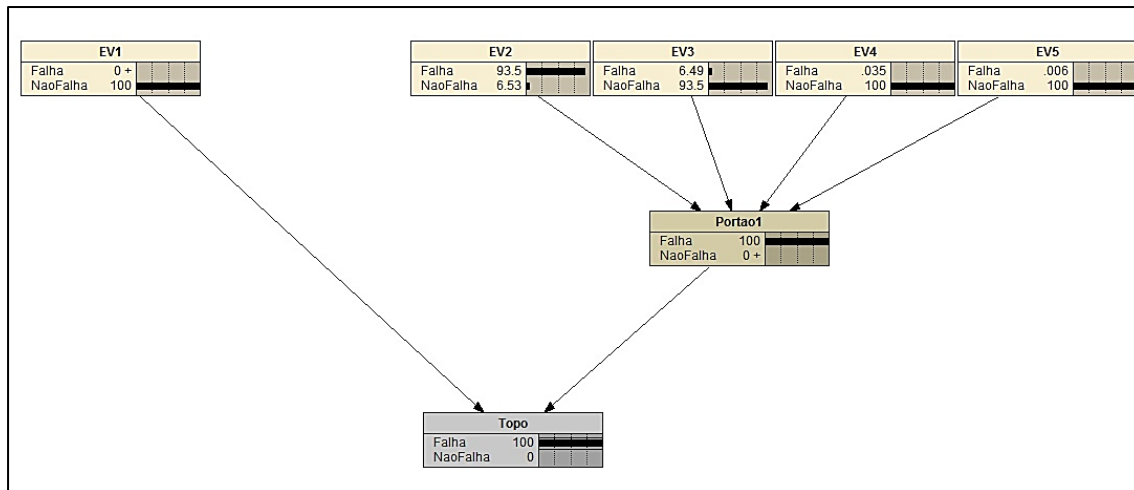 EV1
Falha 0 +
NaoFalha 100
EV2
Falha 93.5
NaoFalha 6.53
EV3
Falha 6.49
NaoFalha 93.5
EV4
Falha .035
NaoFalha 100
EV5
Falha .006
NaoFalha 100
Portao1
Falha 100
NaoFalha 0 +
Topo
Falha 100
NaoFalha 0